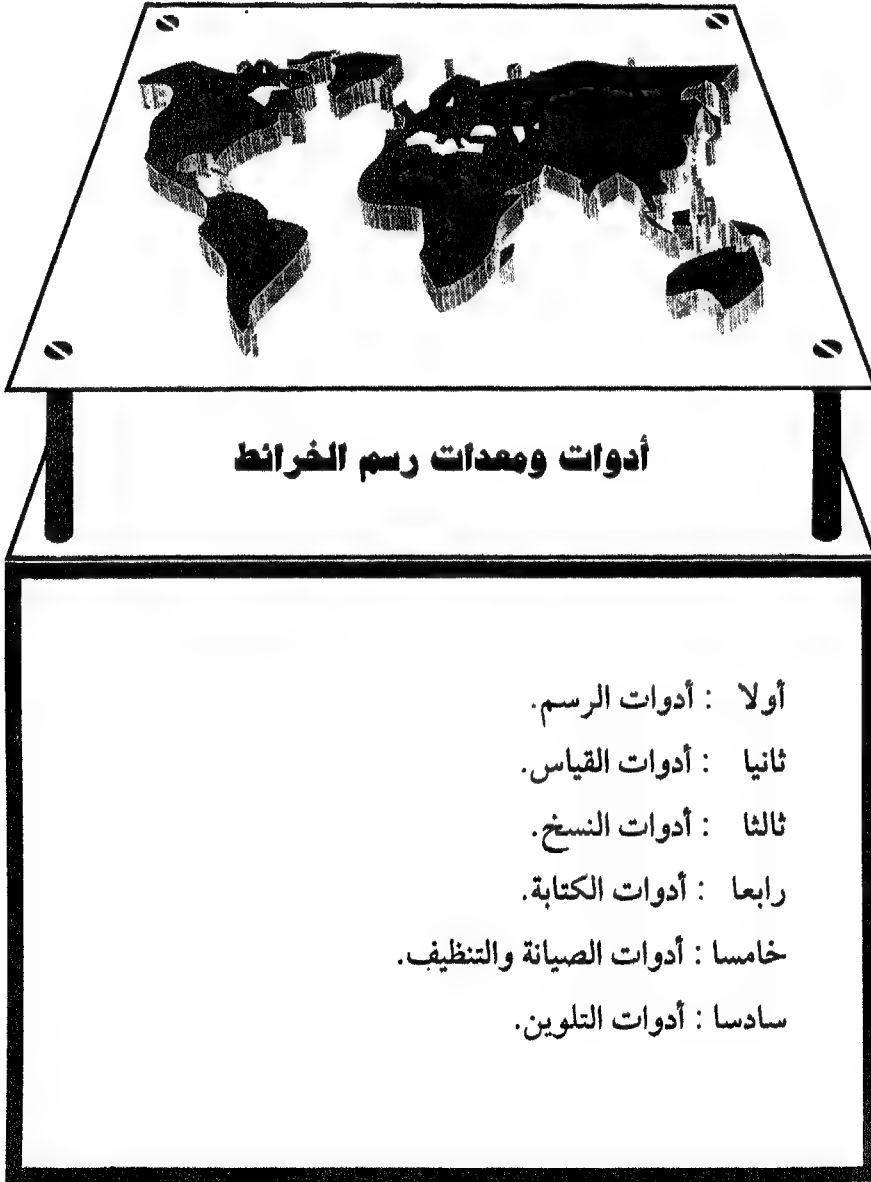 أدوات ومعدات رسم الخرائط
أولا : أدوات الرسم.
ثانيا : أدوات القياس.
ثالثا : أدوات النسخ.
رابعا : أدوات الكتابة.
خامسا : أدوات الصيانة والتنظيف.
سادسا : أدوات التلوين.